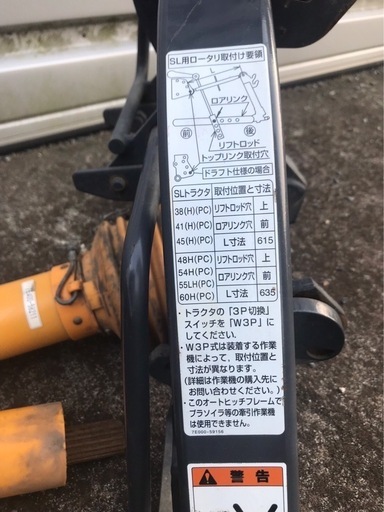 SL用ロータリ取付け要領
ロアリンク
前
後
リフトロッド
トップリンク取付穴
ドラフト仕様の場合
SLトラクタ 取付位置と寸法
38(H)(PC) リフトロッド穴 上
41(H)(PC) ロアリンク穴 前
45(H)(PC) L寸法 615
48H(PC) リフトロッド穴 上
54H(PC) ロアリンク穴 前
55LH(PC)
60H(PC) L寸法 635
・トラクタの「3P切換」
スイッチを「W3P」に
してください。
・W3P式は装着する作業
機によって、取付位置と
寸法が異なります。
(詳細は作業機の購入先に
お問い合わせください)
・このオートヒッチフレームで
プラソイラ等の牽引作業機
は使用できません。
警告